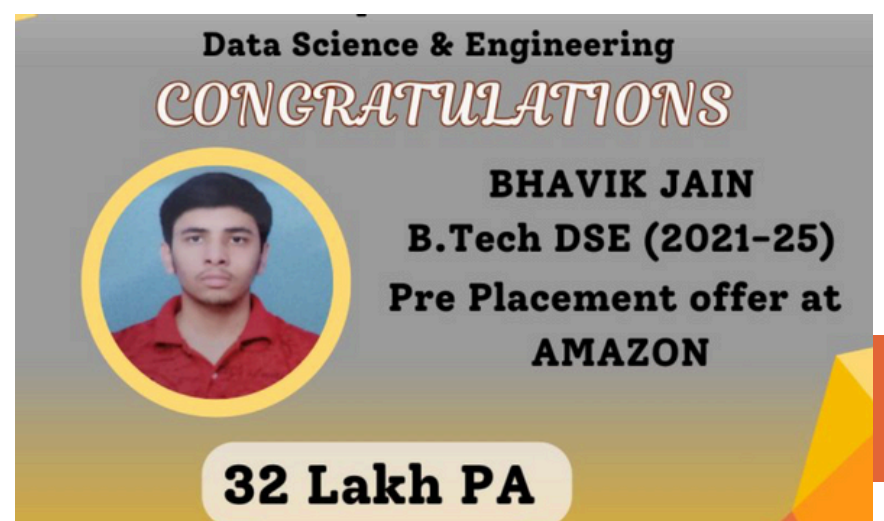 Data Science & Engineering
CONGRATULATIONS
BHAVIK JAIN
B.Tech DSE (2021-25)
Pre Placement offer at
AMAZON
32 Lakh PA